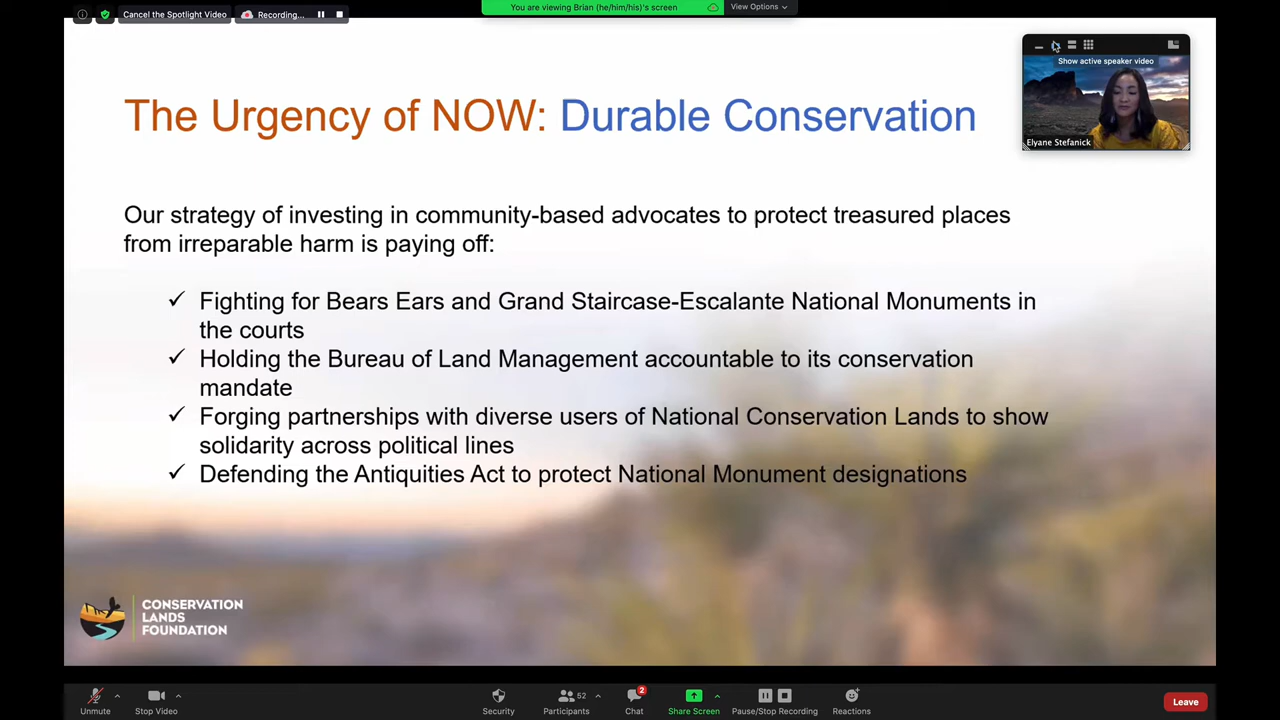 Cancel the Spotlight Video
Recording...
You are viewing Brian (he/him/his)'s screen
View Options
Show active speaker video
Elyane Stefanick
The Urgency of NOW: Durable Conservation
Our strategy of investing in community-based advocates to protect treasured places
from irreparable harm is paying off:
✓ Fighting for Bears Ears and Grand Staircase-Escalante National Monuments in
the courts
✓ Holding the Bureau of Land Management accountable to its conservation
mandate
✓ Forging partnerships with diverse users of National Conservation Lands to show
solidarity across political lines
✓ Defending the Antiquities Act to protect National Monument designations
CONSERVATION
LANDS
FOUNDATION
Unmute
Stop Video
Security
Participants
52
Chat
2
Share Screen
Pause/Stop Recording
Reactions
Leave